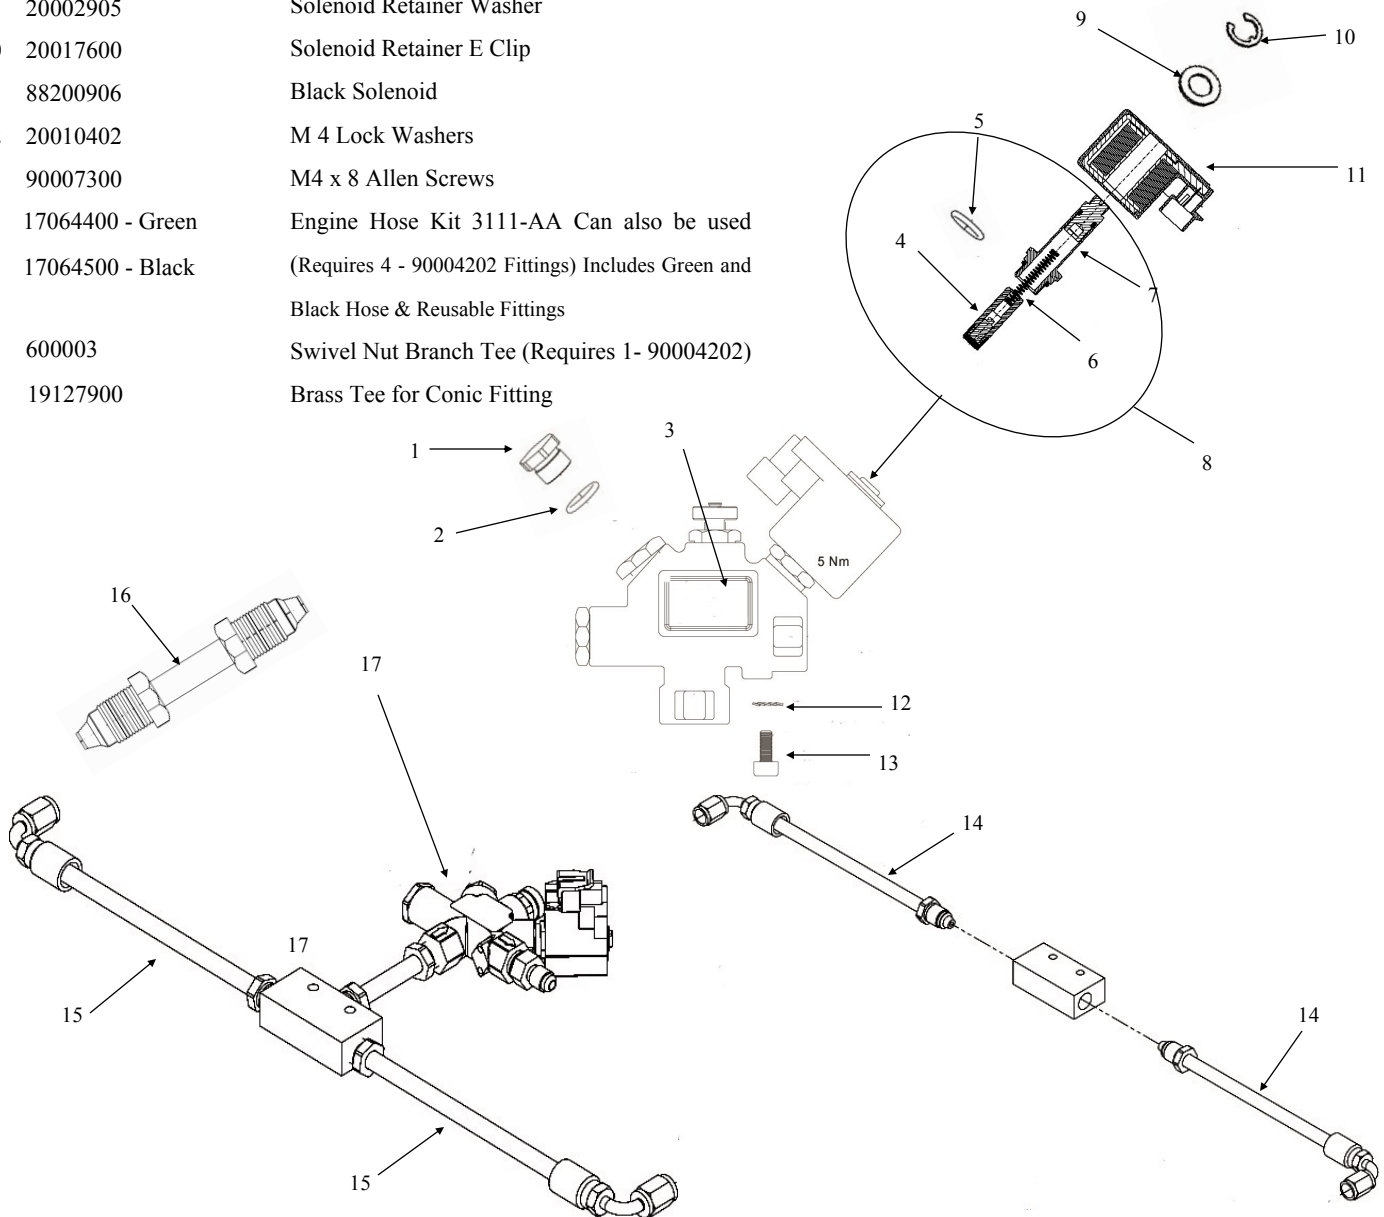 20002905 Solenoid Retainer Washer
20017600 Solenoid Retainer E Clip
88200906 Black Solenoid
20010402 M 4 Lock Washers
90007300 M4 x 8 Allen Screws
17064400 - Green Engine Hose Kit 3111-AA Can also be used
17064500 - Black (Requires 4 - 90004202 Fittings) Includes Green and
Black Hose & Reusable Fittings
600003 Swivel Nut Branch Tee (Requires 1- 90004202)
19127900 Brass Tee for Conic Fitting
9
10
5
11
4
7
6
8
1
3
2
5 Nm
16
17
12
13
14
17
15
14
15